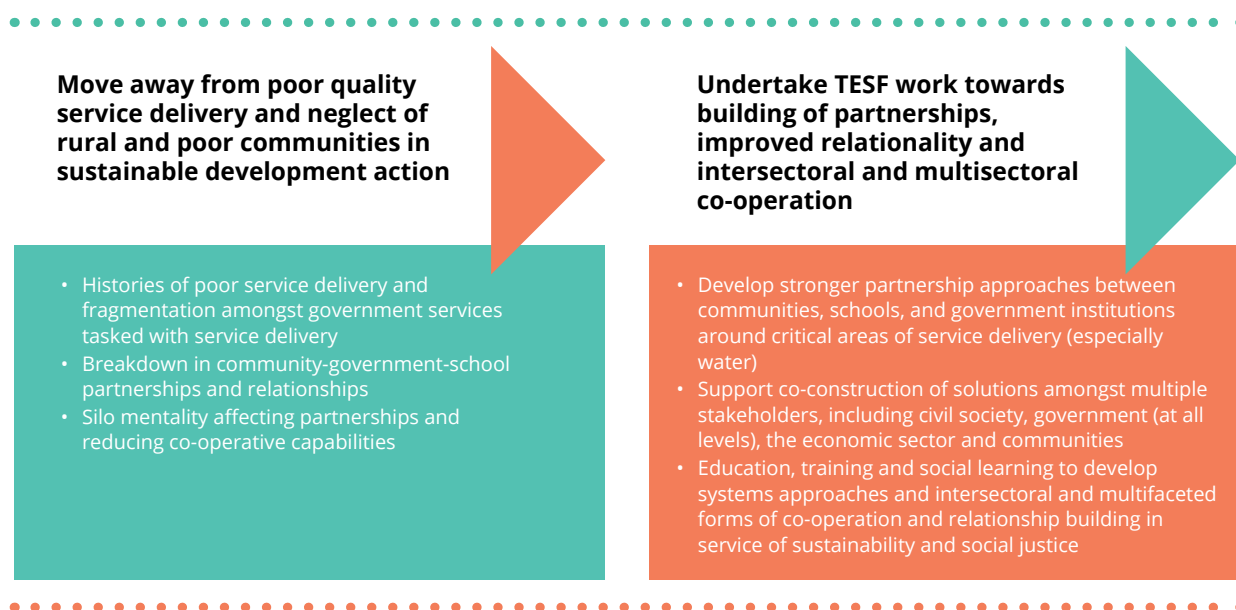 Move away from poor quality
service delivery and neglect of
rural and poor communities in
sustainable development action
• Histories of poor service delivery and
fragmentation amongst government services
tasked with service delivery
• Breakdown in community-government-school
partnerships and relationships
• Silo mentality affecting partnerships and
reducing co-operative capabilities
Undertake TESF work towards
building of partnerships,
improved relationality and
intersectoral and multisectoral
co-operation
• Develop stronger partnership approaches between
communities, schools, and government institutions
around critical areas of service delivery (especially
water)
• Support co-construction of solutions amongst multiple
stakeholders, including civil society, government (at all
levels), the economic sector and communities
• Education, training and social learning to develop
systems approaches and intersectoral and multifaceted
forms of co-operation and relationship building in
service of sustainability and social justice